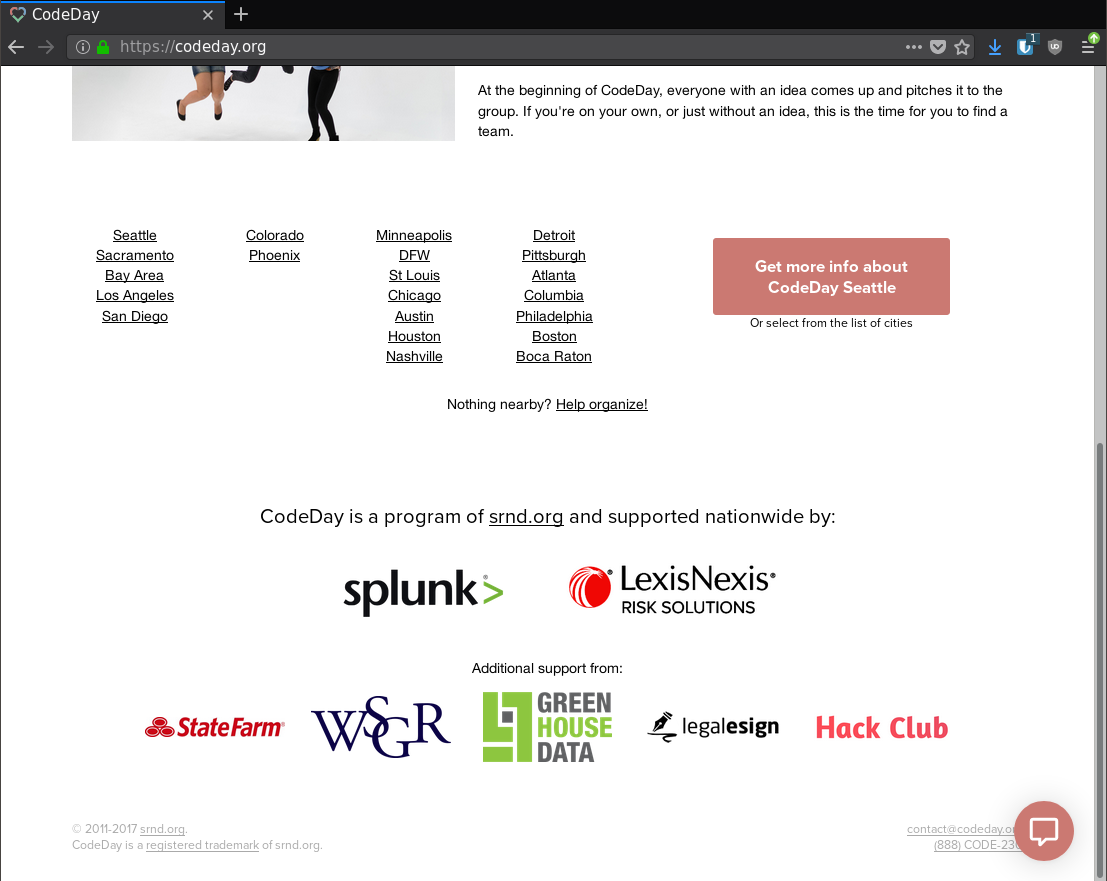 CodeDay
https://codeday.org
1
At the beginning of CodeDay, everyone with an idea comes up and pitches it to the
group. If you're on your own, or just without an idea, this is the time for you to find a
team.
Seattle
Sacramento
Bay Area
Los Angeles
San Diego
Colorado
Phoenix
Minneapolis
DFW
St Louis
Chicago
Austin
Houston
Nashville
Detroit
Pittsburgh
Atlanta
Columbia
Philadelphia
Boston
Boca Raton
Get more info about
CodeDay Seattle
Or select from the list of cities
Nothing nearby? Help organize!
CodeDay is a program of srnd.org and supported nationwide by:
splunk>®
LexisNexis®
RISK SOLUTIONS
Additional support from:
State Farm®
WSGR
GREEN
HOUSE
DATA
legalesign
Hack Club
© 2011-2017 srnd.org.
CodeDay is a registered trademark of srnd.org.
contact@codeday.or
(888) CODE-230